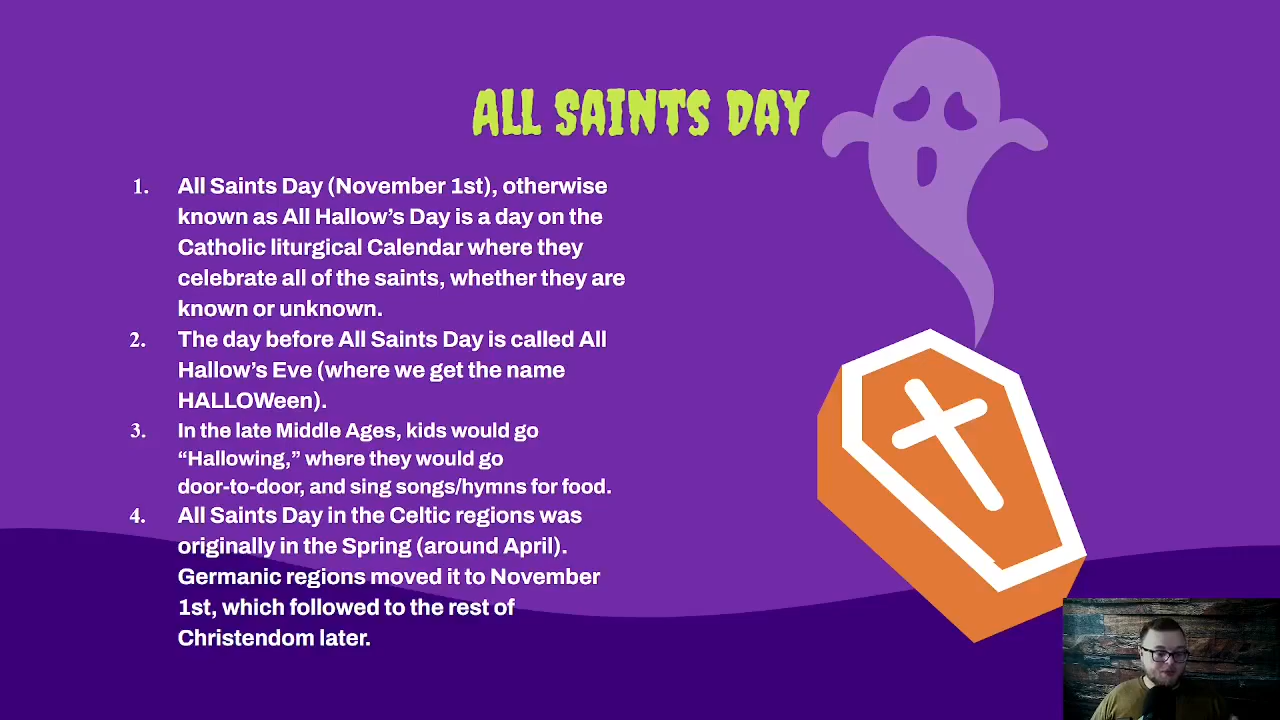 ALL SAINTS DAY
1. All Saints Day (November 1st), otherwise
known as All Hallow’s Day is a day on the
Catholic liturgical Calendar where they
celebrate all of the saints, whether they are
known or unknown.
2. The day before All Saints Day is called All
Hallow’s Eve (where we get the name
HALLOWeen).
3. In the late Middle Ages, kids would go
“Hallowing,” where they would go
door-to-door, and sing songs/hymns for food.
4. All Saints Day in the Celtic regions was
originally in the Spring (around April).
Germanic regions moved it to November
1st, which followed to the rest of
Christendom later.